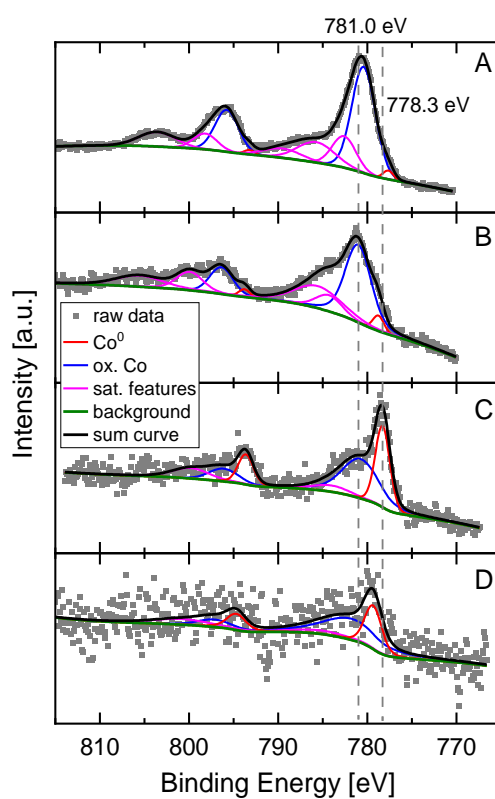 781.0 eV
A
778.3 eV
B
raw data
Co⁰
ox. Co
sat. features
background
sum curve
C
D
Intensity [a.u.]
810 800 790 780 770
Binding Energy [eV]